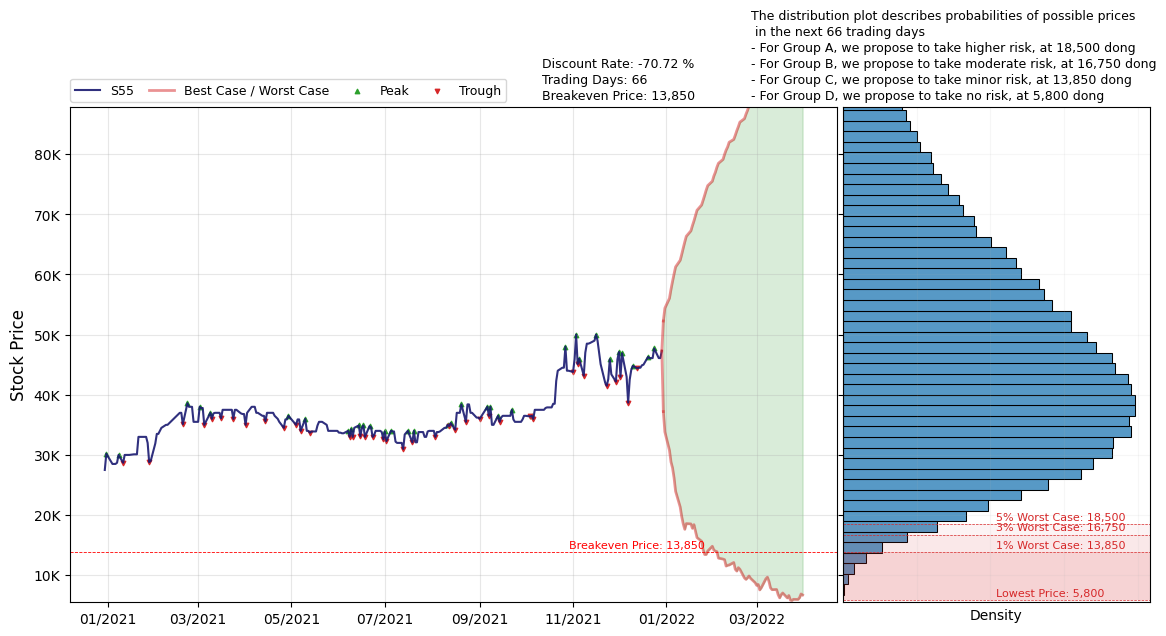 The distribution plot describes probabilities of possible prices
in the next 66 trading days
- For Group A, we propose to take higher risk, at 18,500 dong
- For Group B, we propose to take moderate risk, at 16,750 dong
- For Group C, we propose to take minor risk, at 13,850 dong
- For Group D, we propose to take no risk, at 5,800 dong
Discount Rate: -70.72 %
Trading Days: 66
Breakeven Price: 13,850
S55 Best Case / Worst Case Peak Trough
Stock Price
80K
70K
60K
50K
40K
30K
20K
10K
Breakeven Price: 13,850
01/2021 03/2021 05/2021 07/2021 09/2021 11/2021 01/2022 03/2022
5% Worst Case: 18,500
3% Worst Case: 16,750
1% Worst Case: 13,850
Lowest Price: 5,800
Density